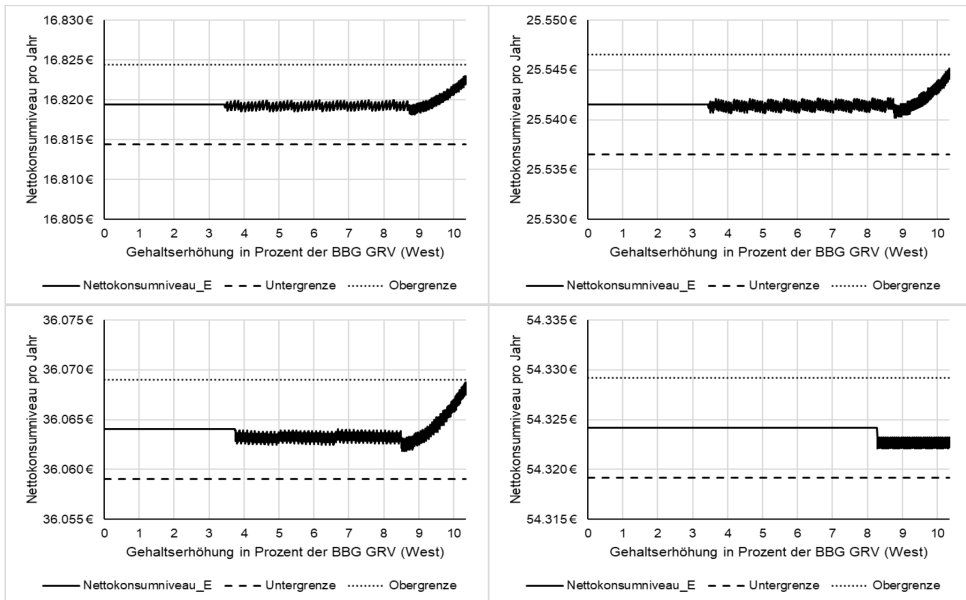 Nettokonsumniveau pro Jahr
16.830 €
16.825 €
16.820 €
16.815 €
16.810 €
16.805 €
0 1 2 3 4 5 6 7 8 9 10
Gehaltserhöhung in Prozent der BBG GRV (West)
Nettokonsumniveau_E Untergrenze Obergrenze
Nettokonsumniveau pro Jahr
25.550 €
25.545 €
25.540 €
25.535 €
25.530 €
0 1 2 3 4 5 6 7 8 9 10
Gehaltserhöhung in Prozent der BBG GRV (West)
Nettokonsumniveau_E Untergrenze Obergrenze
Nettokonsumniveau pro Jahr
36.075 €
36.070 €
36.065 €
36.060 €
36.055 €
0 1 2 3 4 5 6 7 8 9 10
Gehaltserhöhung in Prozent der BBG GRV (West)
Nettokonsumniveau_E Untergrenze Obergrenze
Nettokonsumniveau pro Jahr
54.335 €
54.330 €
54.325 €
54.320 €
54.315 €
0 1 2 3 4 5 6 7 8 9 10
Gehaltserhöhung in Prozent der BBG GRV (West)
Nettokonsumniveau_E Untergrenze Obergrenze